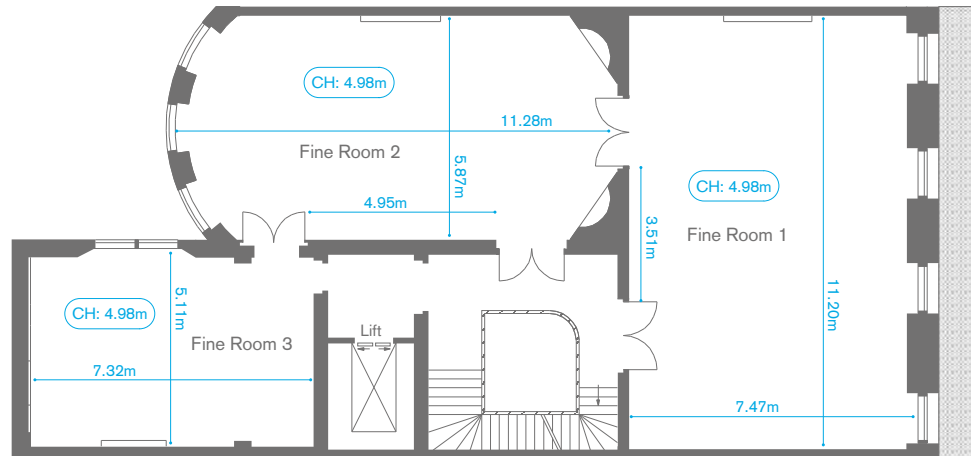 CH: 4.98m
11.28m
Fine Room 2
5.87m
4.95m
CH: 4.98m
3.51m
Fine Room 1
11.20m
7.47m
5.11m
CH: 4.98m
Fine Room 3
7.32m
Lift